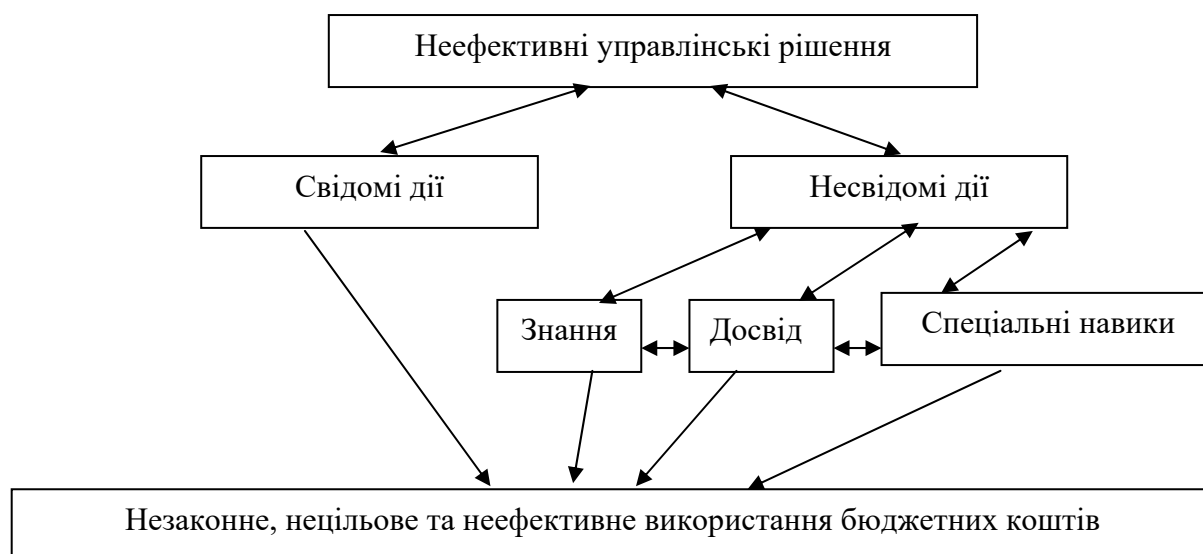 Неефективні управлінські рішення
Свідомі дії
Несвідомі дії
Знання
Досвід
Спеціальні навики
Незаконне, нецільове та неефективне використання бюджетних коштів